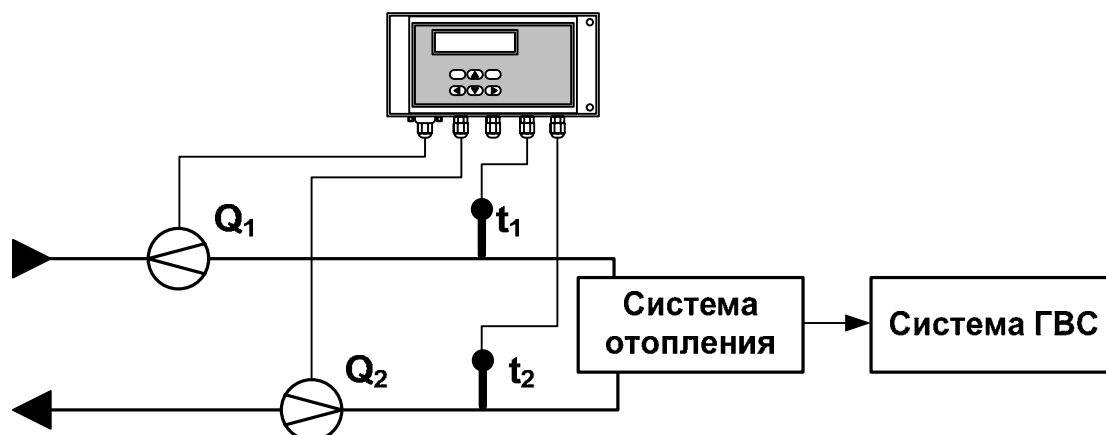 Q₁
t₁
Система
отопления
Система ГВС
Q₂
t₂